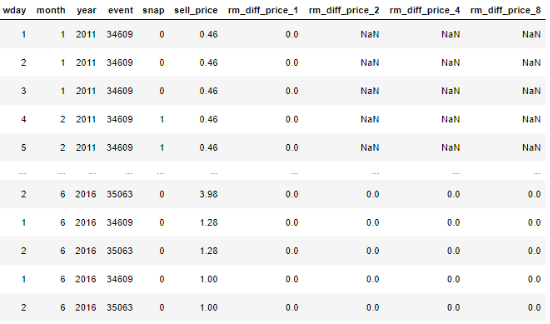 wday month year event snap sell_price rm_diff_price_1 rm_diff_price_2 rm_diff_price_4 rm_diff_price_8
1 1 2011 34609 0 0.46 0.0 NaN NaN NaN
2 1 2011 34609 0 0.46 0.0 NaN NaN NaN
3 1 2011 34609 0 0.46 0.0 NaN NaN NaN
4 2 2011 34609 1 0.46 0.0 NaN NaN NaN
5 2 2011 34609 1 0.46 0.0 NaN NaN NaN
... ... ... ... ... ... ... ... ... ...
2 6 2016 35063 0 3.98 0.0 0.0 0.0 0.0
1 6 2016 34609 0 1.28 0.0 0.0 0.0 0.0
2 6 2016 35063 0 1.28 0.0 0.0 0.0 0.0
1 6 2016 34609 0 1.00 0.0 0.0 0.0 0.0
2 6 2016 35063 0 1.00 0.0 0.0 0.0 0.0